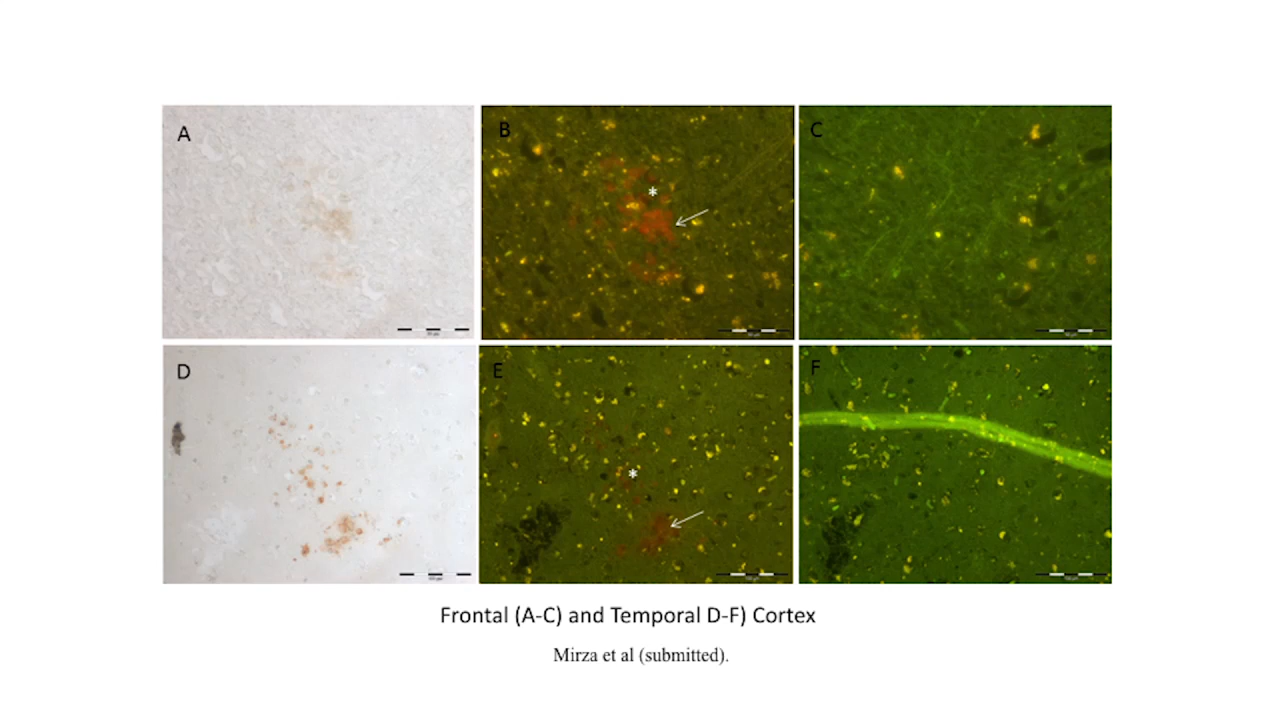 A
B
C
D
E
F
Frontal (A-C) and Temporal D-F) Cortex
Mirza et al (submitted).